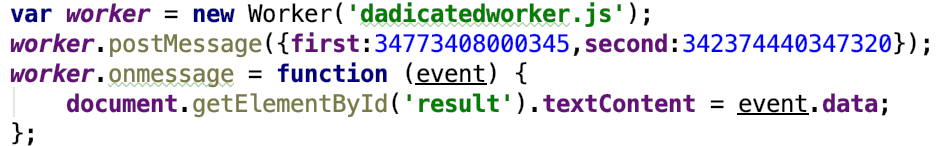 var worker = new Worker('dadicatedworker.js');
worker.postMessage({first:34773408000345,second:342374440347320});
worker.onmessage = function (event) {
    document.getElementById('result').textContent = event.data;
};